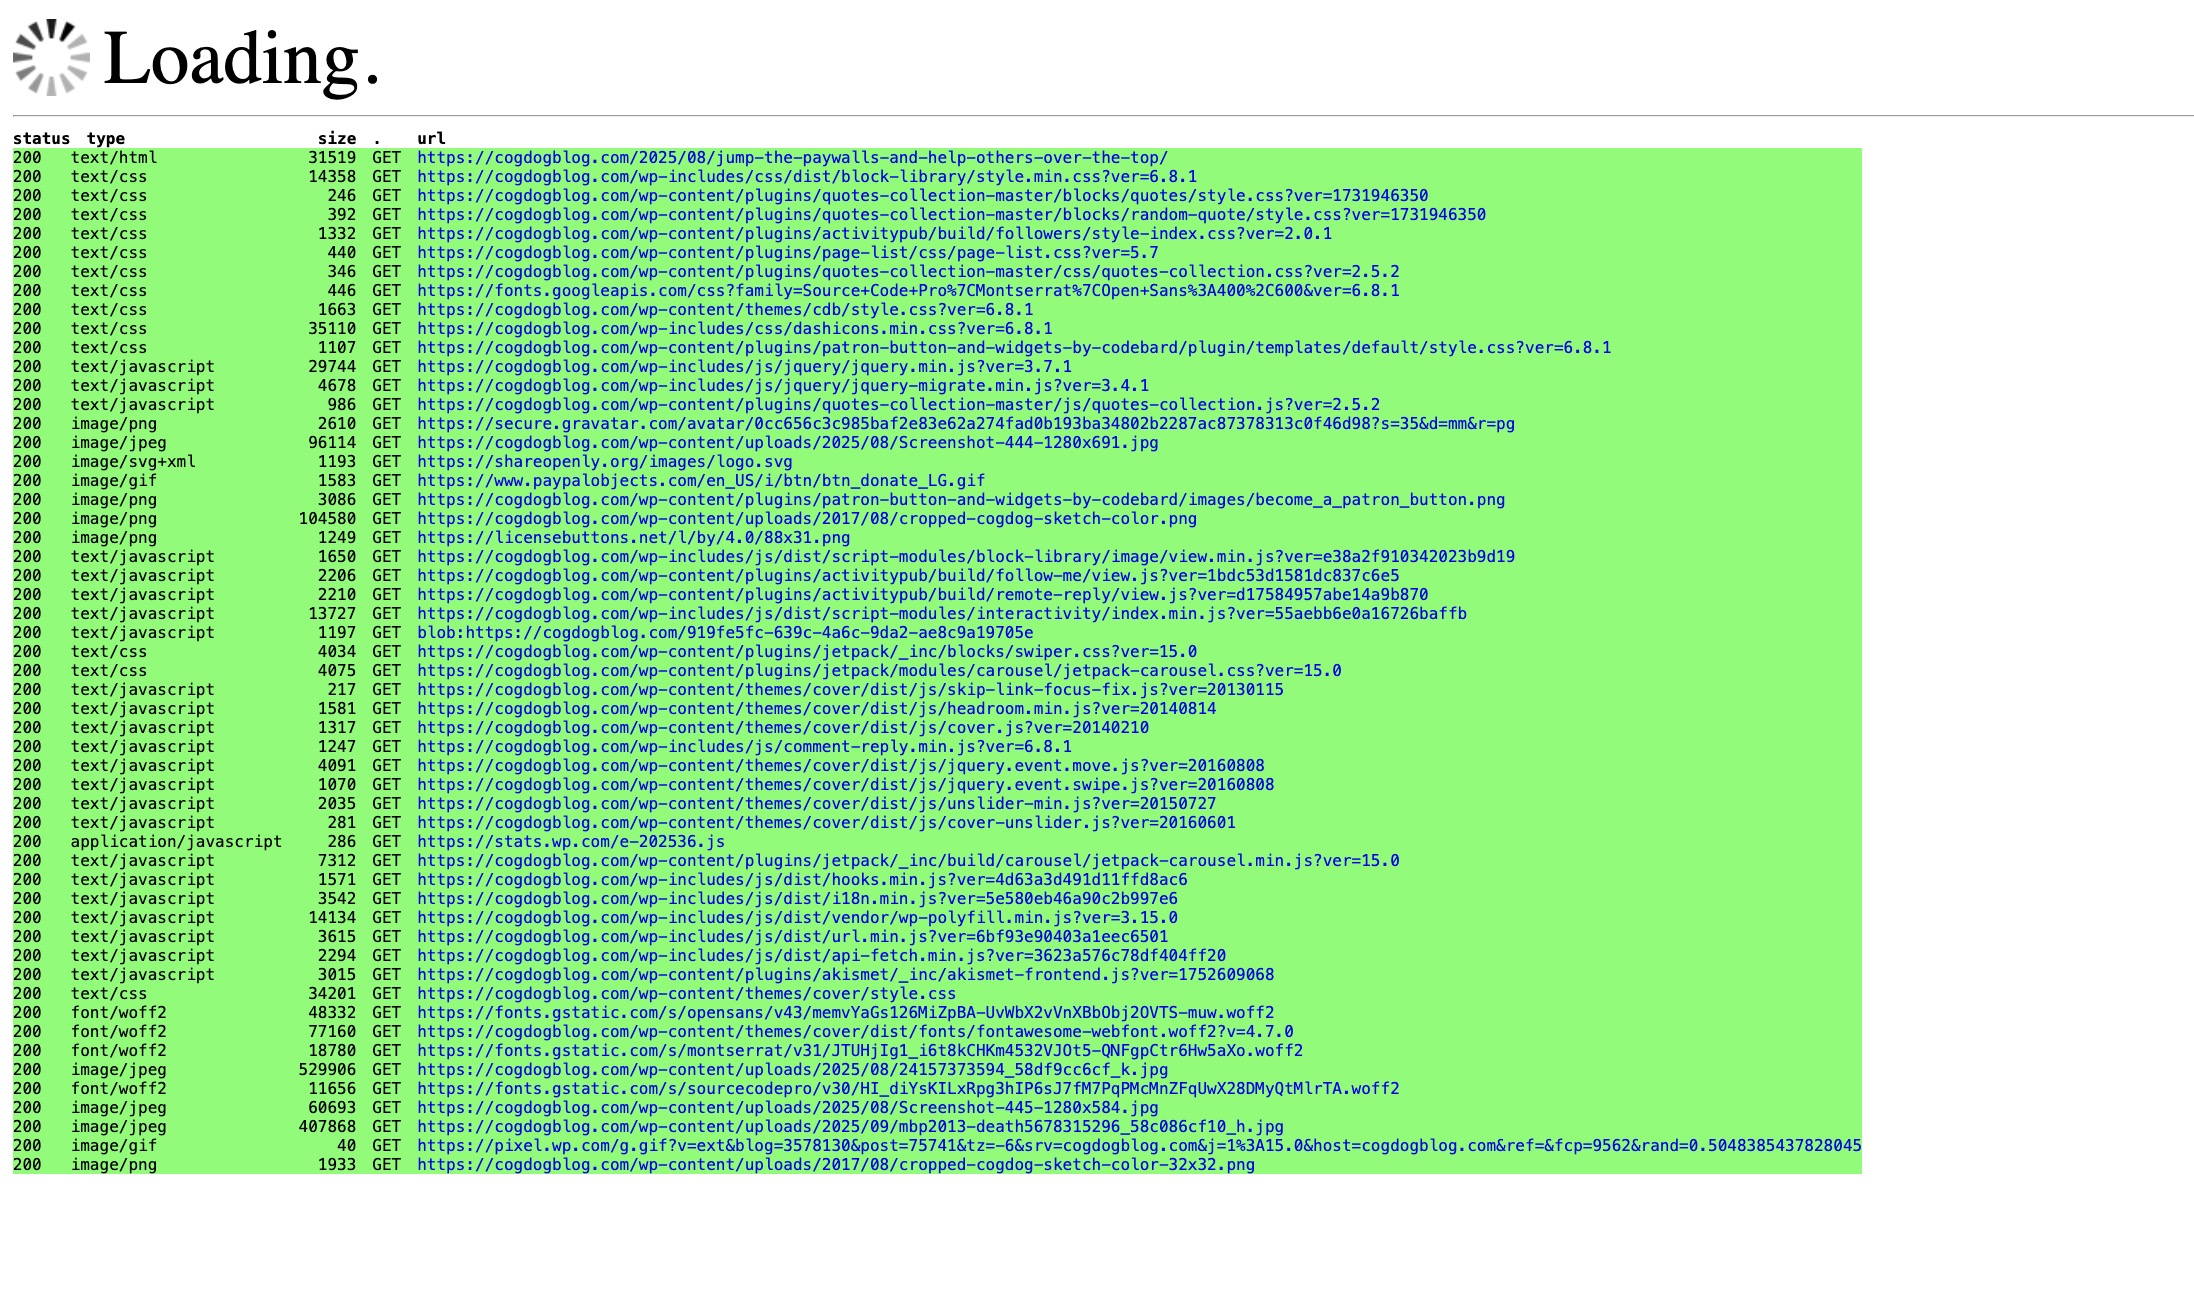 Loading.
status type size . url
200 text/html 31519 GET https://cogdogblog.com/2025/08/jump-the-paywalls-and-help-others-over-the-top/
200 text/css 14358 GET https://cogdogblog.com/wp-includes/css/dist/block-library/style.min.css?ver=6.8.1
200 text/css 246 GET https://cogdogblog.com/wp-content/plugins/quotes-collection-master/blocks/quotes/style.css?ver=1731946350
200 text/css 392 GET https://cogdogblog.com/wp-content/plugins/quotes-collection-master/blocks/random-quote/style.css?ver=1731946350
200 text/css 1332 GET https://cogdogblog.com/wp-content/plugins/activitypub/build/followers/style-index.css?ver=2.0.1
200 text/css 440 GET https://cogdogblog.com/wp-content/plugins/page-list/css/page-list.css?ver=5.7
200 text/css 346 GET https://cogdogblog.com/wp-content/plugins/quotes-collection-master/css/quotes-collection.css?ver=2.5.2
200 text/css 446 GET https://fonts.googleapis.com/css?family=Source+Code+Pro%7CMontserrat%7COpen+Sans%3A400%2C600&ver=6.8.1
200 text/css 1663 GET https://cogdogblog.com/wp-content/themes/cdb/style.css?ver=6.8.1
200 text/css 35110 GET https://cogdogblog.com/wp-includes/css/dashicons.min.css?ver=6.8.1
200 text/css 1107 GET https://cogdogblog.com/wp-content/plugins/patron-button-and-widgets-by-codebard/plugin/templates/default/style.css?ver=6.8.1
200 text/javascript 29744 GET https://cogdogblog.com/wp-includes/js/jquery/jquery.min.js?ver=3.7.1
200 text/javascript 4678 GET https://cogdogblog.com/wp-includes/js/jquery/jquery-migrate.min.js?ver=3.4.1
200 text/javascript 986 GET https://cogdogblog.com/wp-content/plugins/quotes-collection-master/js/quotes-collection.js?ver=2.5.2
200 image/png 2610 GET https://secure.gravatar.com/avatar/0cc656c3c985baf2e83e62a274fad0b193ba34802b2287ac87378313c0f46d98?s=35&d=mm&r=pg
200 image/jpeg 96114 GET https://cogdogblog.com/wp-content/uploads/2025/08/Screenshot-444-1280x691.jpg
200 image/svg+xml 1193 GET https://shareopenly.org/images/logo.svg
200 image/gif 1583 GET https://www.paypalobjects.com/en_US/i/btn/btn_donate_LG.gif
200 image/png 3086 GET https://cogdogblog.com/wp-content/plugins/patron-button-and-widgets-by-codebard/images/become_a_patron_button.png
200 image/png 104580 GET https://cogdogblog.com/wp-content/uploads/2017/08/cropped-cogdog-sketch-color.png
200 image/png 1249 GET https://licensebuttons.net/l/by/4.0/88x31.png
200 text/javascript 1650 GET https://cogdogblog.com/wp-includes/js/dist/script-modules/block-library/image/view.min.js?ver=e38a2f910342023b9d19
200 text/javascript 2206 GET https://cogdogblog.com/wp-content/plugins/activitypub/build/follow-me/view.js?ver=1bdc53d1581dc837c6e5
200 text/javascript 2210 GET https://cogdogblog.com/wp-content/plugins/activitypub/build/remote-reply/view.js?ver=d17584957abe14a9b870
200 text/javascript 13727 GET https://cogdogblog.com/wp-includes/js/dist/script-modules/interactivity/index.min.js?ver=55aebb6e0a16726baffb
200 text/javascript 1197 GET blob:https://cogdogblog.com/919fe5fc-639c-4a6c-9da2-ae8c9a19705e
200 text/css 4034 GET https://cogdogblog.com/wp-content/plugins/jetpack/_inc/blocks/swiper.css?ver=15.0
200 text/css 4075 GET https://cogdogblog.com/wp-content/plugins/jetpack/modules/carousel/jetpack-carousel.css?ver=15.0
200 text/javascript 217 GET https://cogdogblog.com/wp-content/themes/cover/dist/js/skip-link-focus-fix.js?ver=20130115
200 text/javascript 1581 GET https://cogdogblog.com/wp-content/themes/cover/dist/js/headroom.min.js?ver=20140814
200 text/javascript 1317 GET https://cogdogblog.com/wp-content/themes/cover/dist/js/cover.js?ver=20140210
200 text/javascript 1247 GET https://cogdogblog.com/wp-includes/js/comment-reply.min.js?ver=6.8.1
200 text/javascript 4091 GET https://cogdogblog.com/wp-content/themes/cover/dist/js/jquery.event.move.js?ver=20160808
200 text/javascript 1070 GET https://cogdogblog.com/wp-content/themes/cover/dist/js/jquery.event.swipe.js?ver=20160808
200 text/javascript 2035 GET https://cogdogblog.com/wp-content/themes/cover/dist/js/unslider-min.js?ver=20150727
200 text/javascript 281 GET https://cogdogblog.com/wp-content/themes/cover/dist/js/cover-unslider.js?ver=20160601
200 application/javascript 286 GET https://stats.wp.com/e-202536.js
200 text/javascript 7312 GET https://cogdogblog.com/wp-content/plugins/jetpack/_inc/build/carousel/jetpack-carousel.min.js?ver=15.0
200 text/javascript 1571 GET https://cogdogblog.com/wp-includes/js/dist/hooks.min.js?ver=4d63a3d491d11ffd8ac6
200 text/javascript 3542 GET https://cogdogblog.com/wp-includes/js/dist/i18n.min.js?ver=5e580eb46a90c2b997e6
200 text/javascript 14134 GET https://cogdogblog.com/wp-includes/js/dist/vendor/wp-polyfill.min.js?ver=3.15.0
200 text/javascript 3615 GET https://cogdogblog.com/wp-includes/js/dist/url.min.js?ver=6bf93e90403a1eec6501
200 text/javascript 2294 GET https://cogdogblog.com/wp-includes/js/dist/api-fetch.min.js?ver=3623a576c78df404ff20
200 text/javascript 3015 GET https://cogdogblog.com/wp-content/plugins/akismet/_inc/akismet-frontend.js?ver=1752609068
200 text/css 34201 GET https://cogdogblog.com/wp-content/themes/cover/style.css
200 font/woff2 48332 GET https://fonts.gstatic.com/s/opensans/v43/memvYaGs126MiZpBA-UvWbX2vVnXBbObj2OVTS-muw.woff2
200 font/woff2 77160 GET https://cogdogblog.com/wp-content/themes/cover/dist/fonts/fontawesome-webfont.woff2?v=4.7.0
200 font/woff2 18780 GET https://fonts.gstatic.com/s/montserrat/v31/JTUHjIg1_i6t8kCHKm4532VJOt5-QNFgpCtr6Hw5aXo.woff2
200 image/jpeg 529906 GET https://cogdogblog.com/wp-content/uploads/2025/08/24157373594_58df9cc6cf_k.jpg
200 font/woff2 11656 GET https://fonts.gstatic.com/s/sourcecodepro/v30/HI_diYsKILxRpg3hIP6sJ7fM7PqPMcMnZFqUwX28DMyQtMlrTA.woff2
200 image/jpeg 60693 GET https://cogdogblog.com/wp-content/uploads/2025/08/Screenshot-445-1280x584.jpg
200 image/jpeg 407868 GET https://cogdogblog.com/wp-content/uploads/2025/09/mbp2013-death5678315296_58c086cf10_h.jpg
200 image/gif 40 GET https://pixel.wp.com/g.gif?v=ext&blog=3578130&post=75741&tz=-6&srv=cogdogblog.com&j=1%3A15.0&host=cogdogblog.com&ref=&fcp=9562&rand=0.5048385437828045
200 image/png 1933 GET https://cogdogblog.com/wp-content/uploads/2017/08/cropped-cogdog-sketch-color-32x32.png